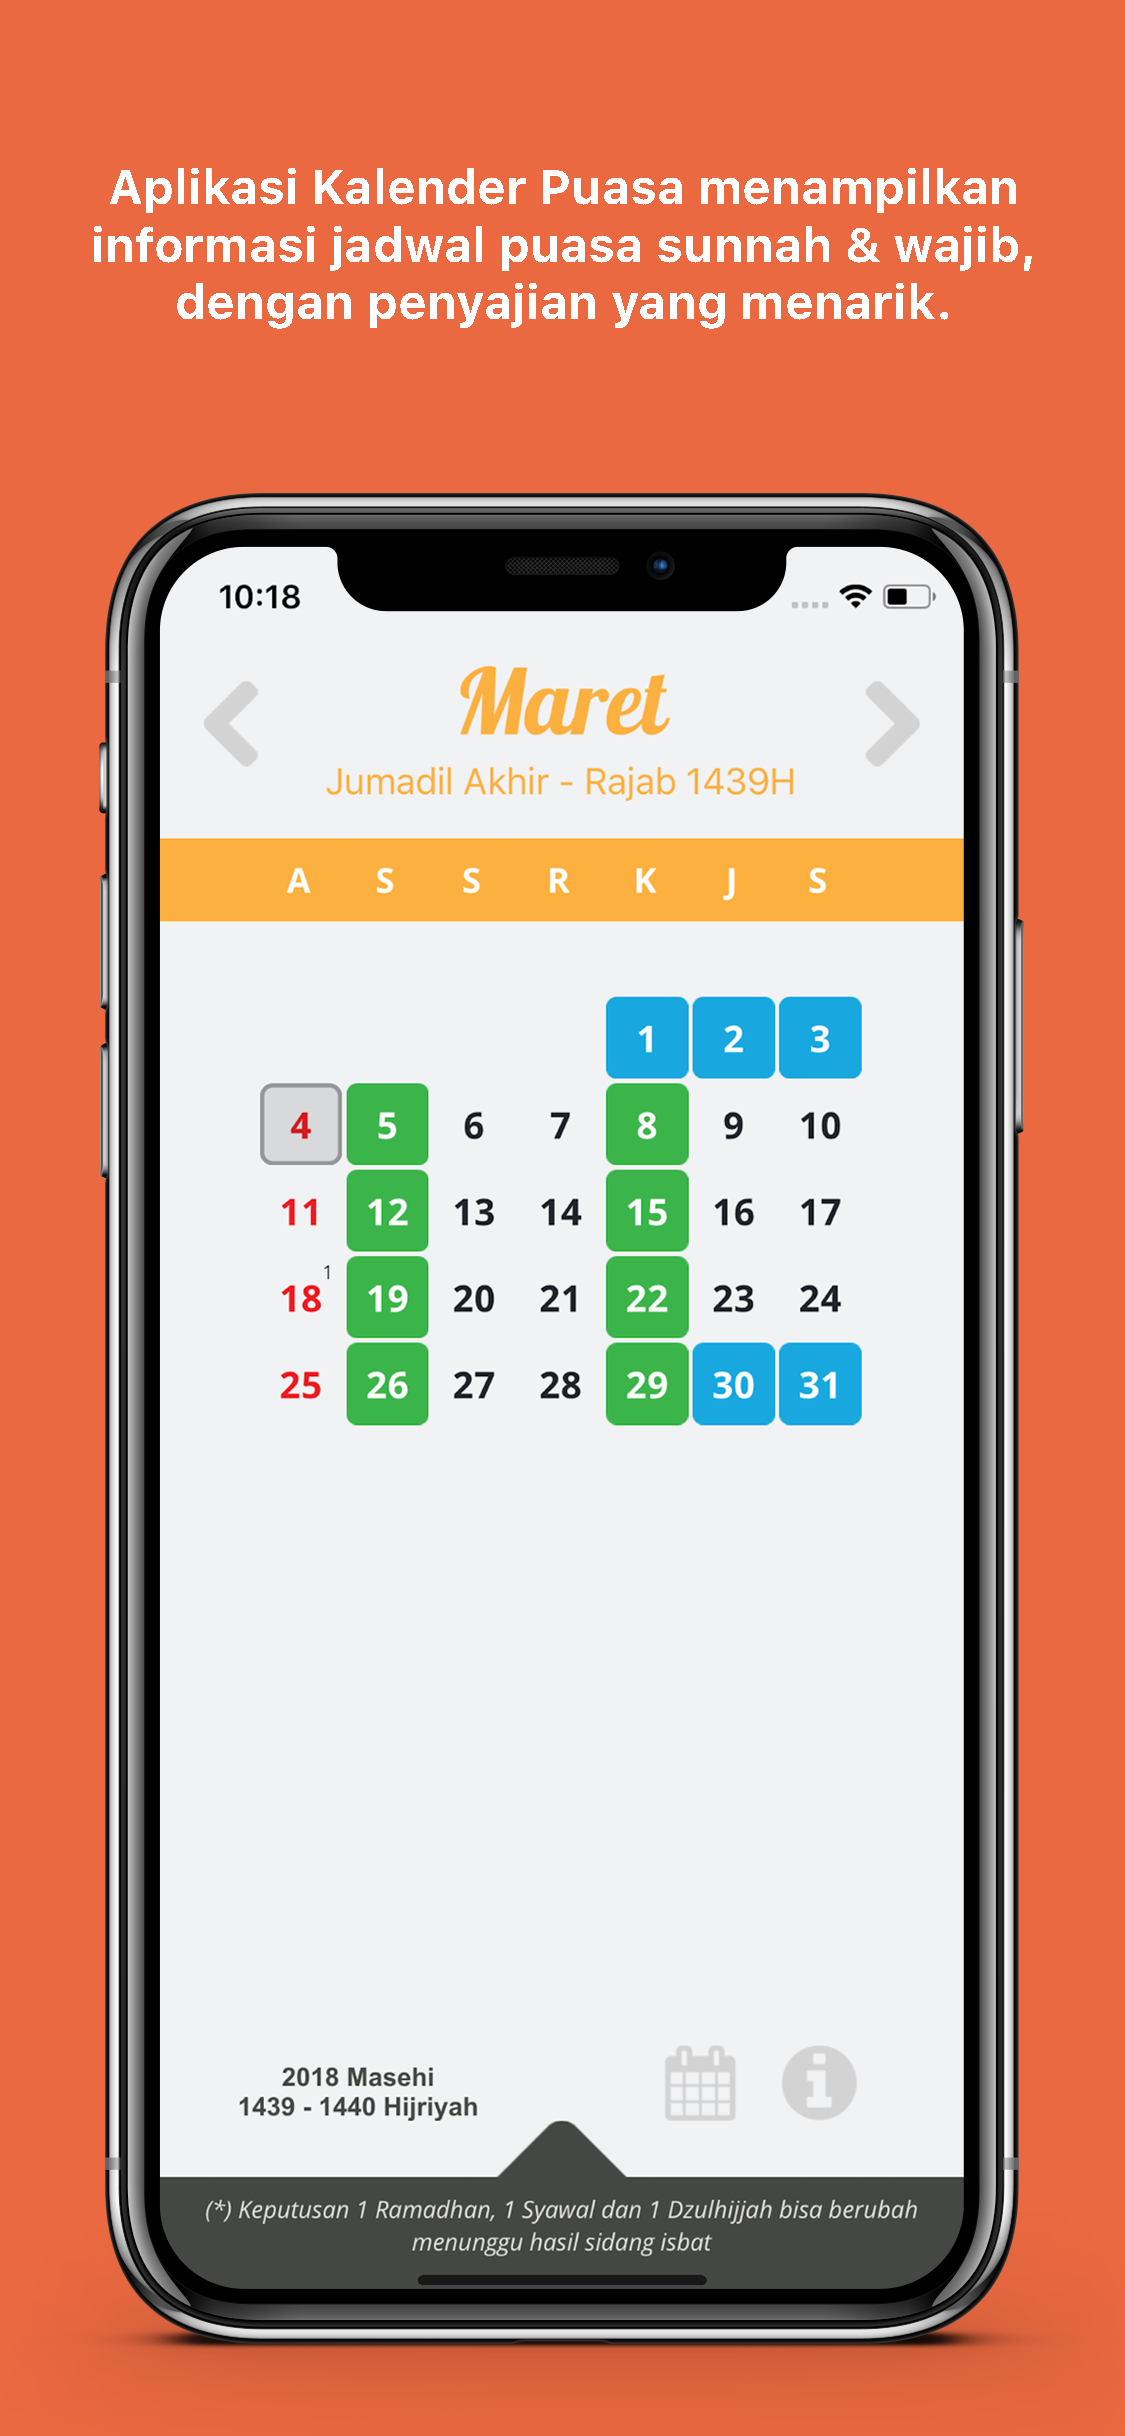 Aplikasi Kalender Puasa menampilkan
informasi jadwal puasa sunnah & wajib,
dengan penyajian yang menarik.
10:18
Maret
Jumadil Akhir - Rajab 1439H
A S S R K J S
1 2 3
4 5 6 7 8 9 10
11 12 13 14 15 16 17
1
18 19 20 21 22 23 24
25 26 27 28 29 30 31
2018 Masehi
1439 - 1440 Hijriyah
(*) Keputusan 1 Ramadhan, 1 Syawal dan 1 Dzulhijjah bisa berubah
menunggu hasil sidang isbat